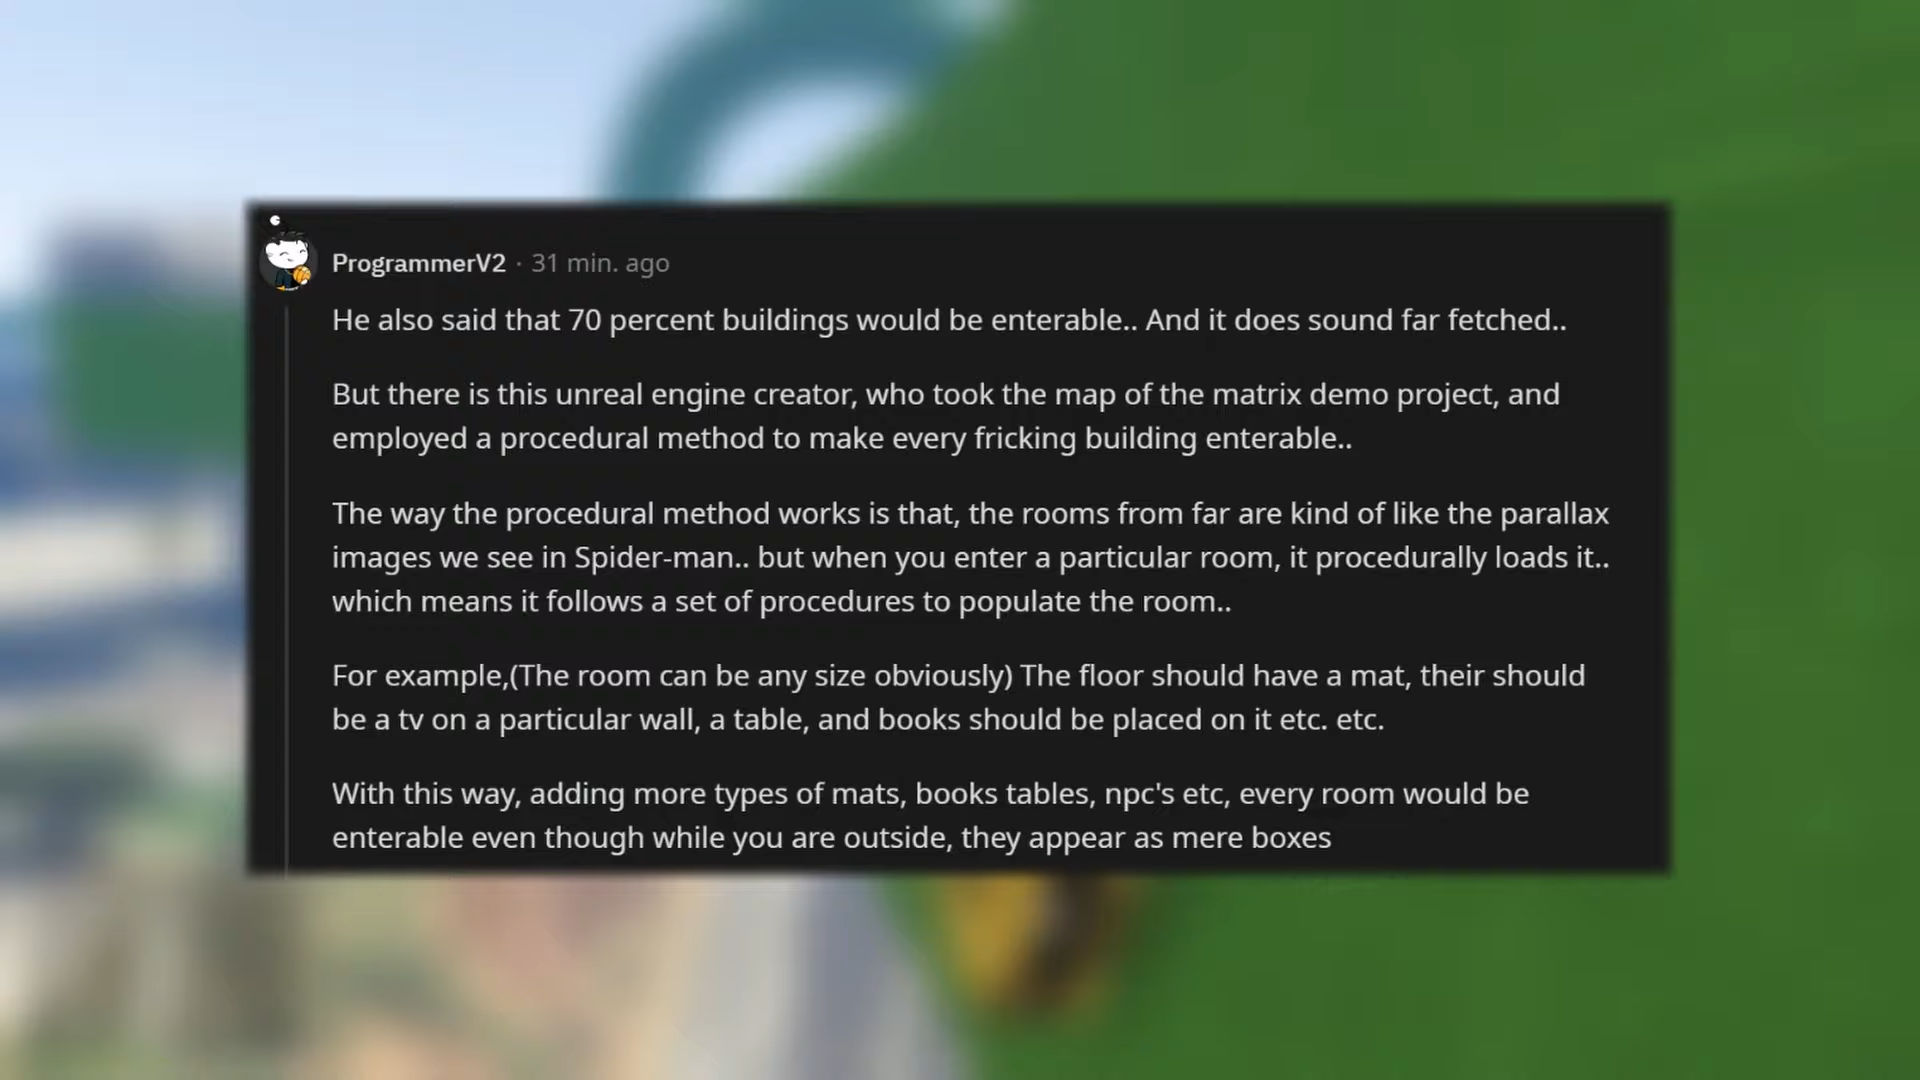 ProgrammerV2 · 31 min. ago
He also said that 70 percent buildings would be enterable.. And it does sound far fetched..
But there is this unreal engine creator, who took the map of the matrix demo project, and
employed a procedural method to make every fricking building enterable..
The way the procedural method works is that, the rooms from far are kind of like the parallax
images we see in Spider-man.. but when you enter a particular room, it procedurally loads it..
which means it follows a set of procedures to populate the room..
For example,(The room can be any size obviously) The floor should have a mat, their should
be a tv on a particular wall, a table, and books should be placed on it etc. etc.
With this way, adding more types of mats, books tables, npc's etc, every room would be
enterable even though while you are outside, they appear as mere boxes